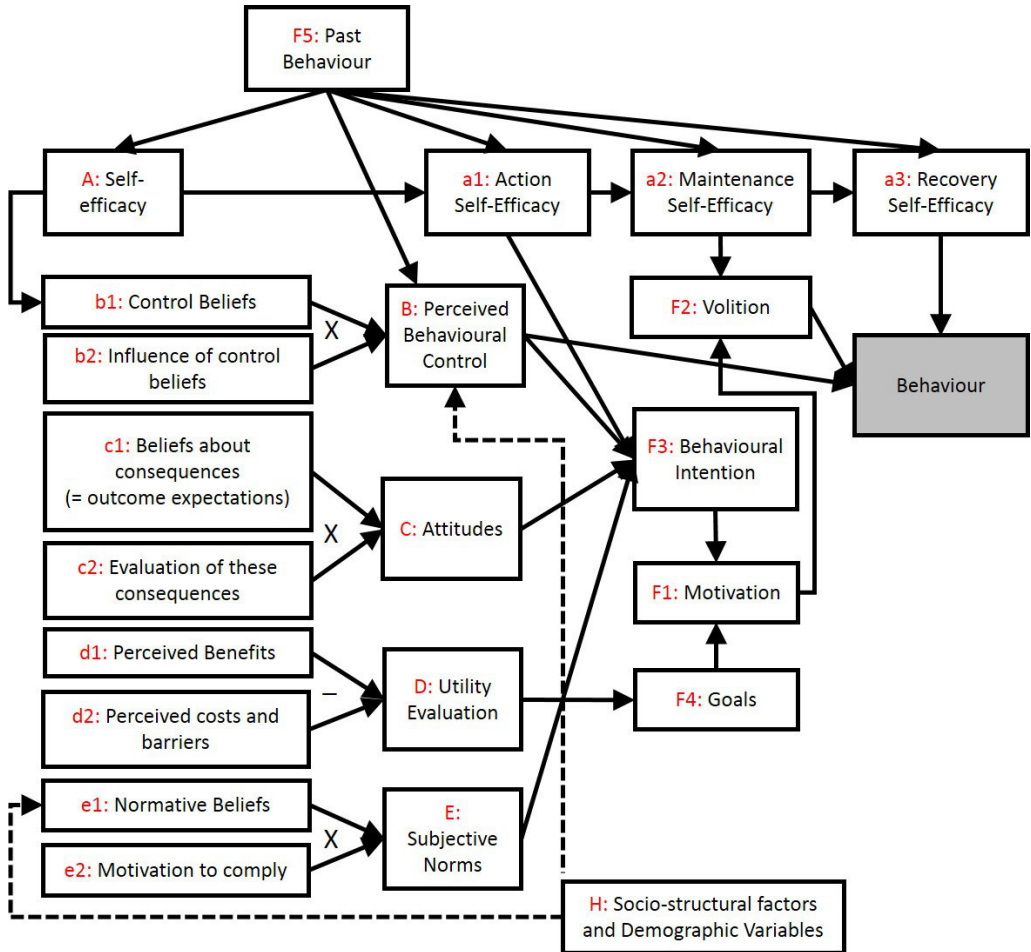 F5: Past
Behaviour
A: Self-
efficacy
a1: Action
Self-Efficacy
a2: Maintenance
Self-Efficacy
a3: Recovery
Self-Efficacy
b1: Control Beliefs
X
b2: Influence of control
beliefs
B: Perceived
Behavioural
Control
F2: Volition
Behaviour
c1: Beliefs about
consequences
(= outcome expectations)
X
c2: Evaluation of these
consequences
C: Attitudes
F3: Behavioural
Intention
F1: Motivation
d1: Perceived Benefits
–
d2: Perceived costs and
barriers
D: Utility
Evaluation
F4: Goals
e1: Normative Beliefs
X
e2: Motivation to comply
E:
Subjective
Norms
H: Socio-structural factors
and Demographic Variables